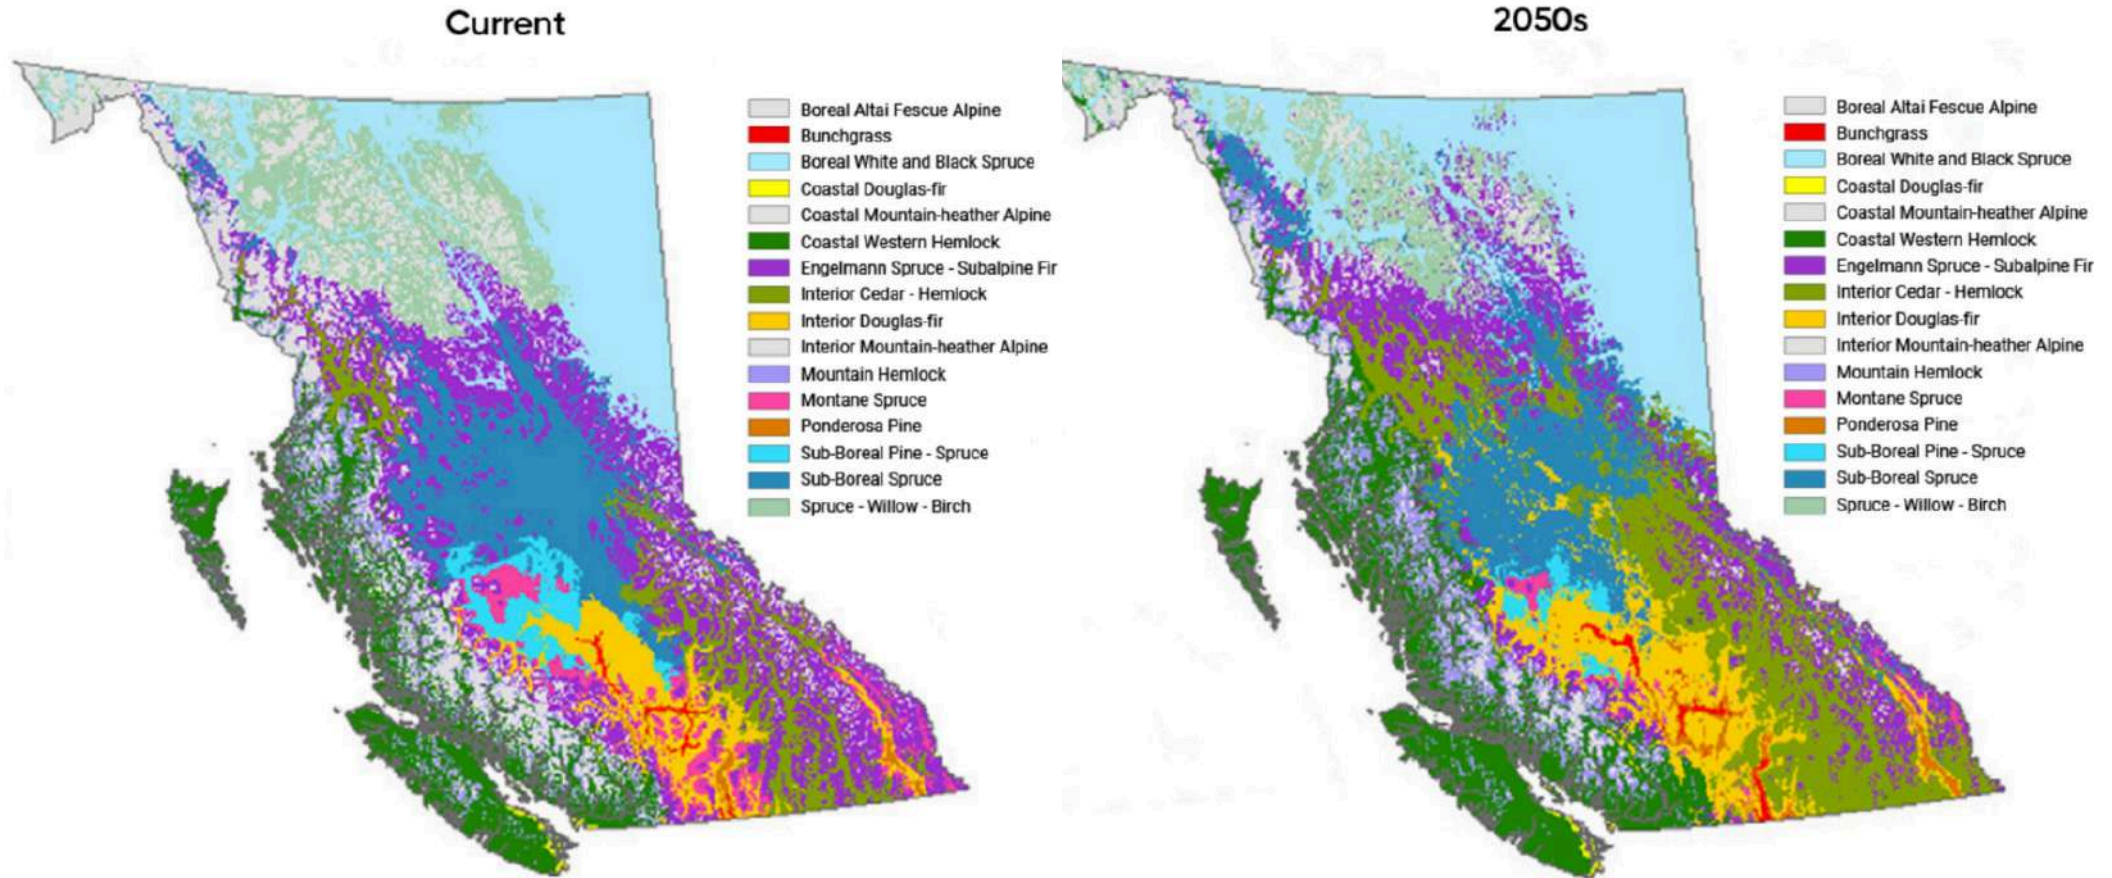 Current
Boreal Altai Fescue Alpine
Bunchgrass
Boreal White and Black Spruce
Coastal Douglas-fir
Coastal Mountain-heather Alpine
Coastal Western Hemlock
Engelmann Spruce - Subalpine Fir
Interior Cedar - Hemlock
Interior Douglas-fir
Interior Mountain-heather Alpine
Mountain Hemlock
Montane Spruce
Ponderosa Pine
Sub-Boreal Pine - Spruce
Sub-Boreal Spruce
Spruce - Willow - Birch
2050s
Boreal Altai Fescue Alpine
Bunchgrass
Boreal White and Black Spruce
Coastal Douglas-fir
Coastal Mountain-heather Alpine
Coastal Western Hemlock
Engelmann Spruce - Subalpine Fir
Interior Cedar - Hemlock
Interior Douglas-fir
Interior Mountain-heather Alpine
Mountain Hemlock
Montane Spruce
Ponderosa Pine
Sub-Boreal Pine - Spruce
Sub-Boreal Spruce
Spruce - Willow - Birch